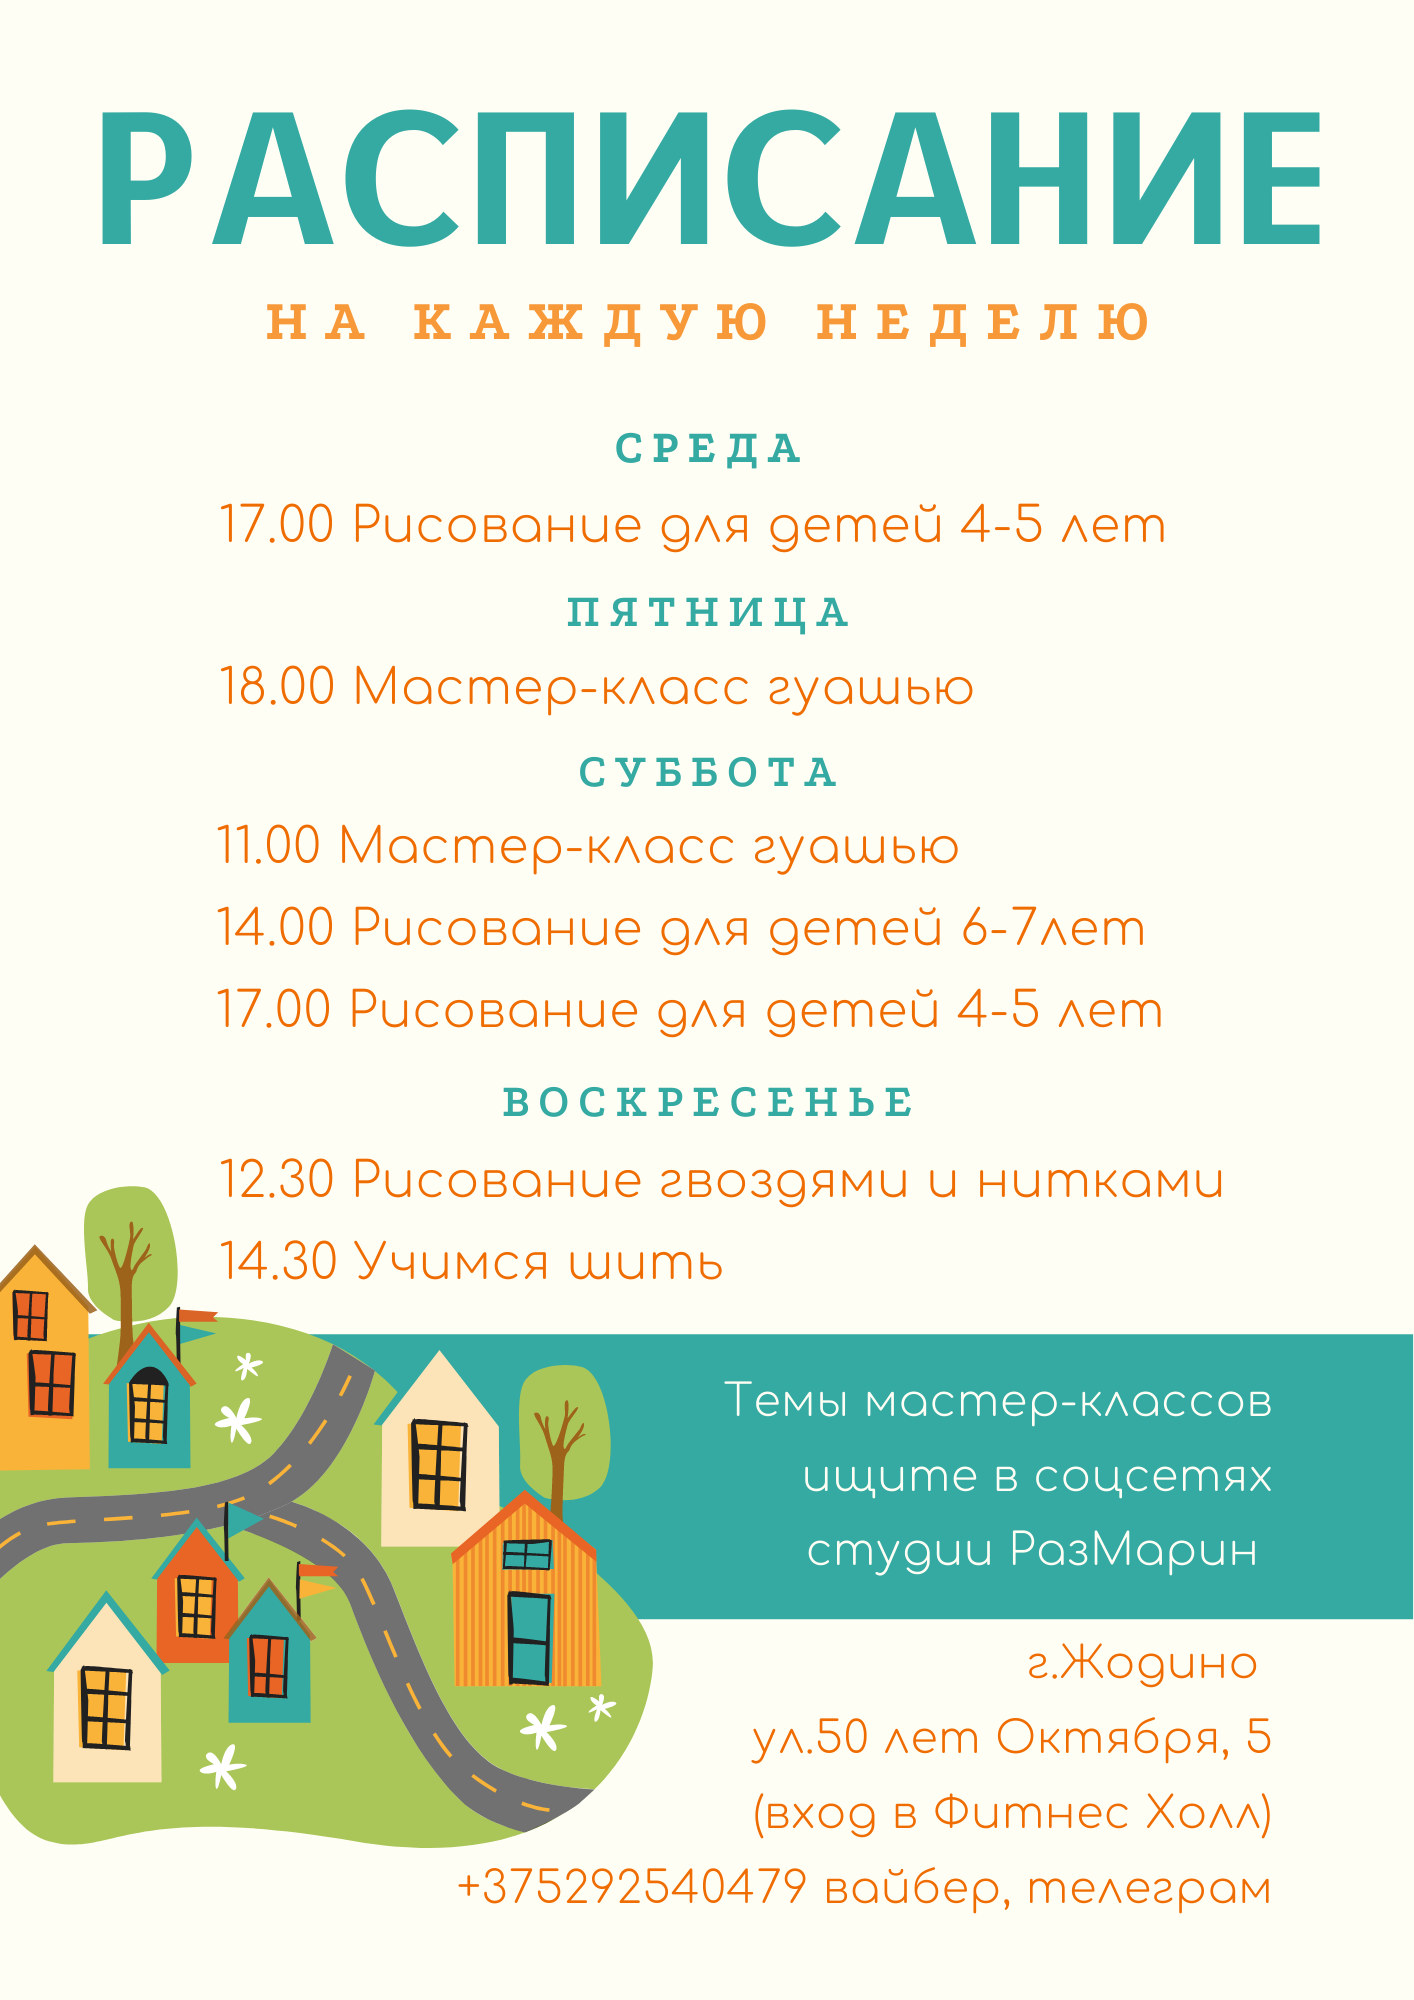 РАСПИСАНИЕ
НА КАЖДУЮ НЕДЕЛЮ
СРЕДА
17.00 Рисование для детей 4-5 лет
ПЯТНИЦА
18.00 Мастер-класс гуашью
СУББОТА
11.00 Мастер-класс гуашью
14.00 Рисование для детей 6-7лет
17.00 Рисование для детей 4-5 лет
ВОСКРЕСЕНЬЕ
12.30 Рисование гвоздями и нитками
14.30 Учимся шить
Темы мастер-классов
ищите в соцсетях
студии РазМарин
г.Жодино
ул.50 лет Октября, 5
(вход в Фитнес Холл)
+375292540479 вайбер, телеграм